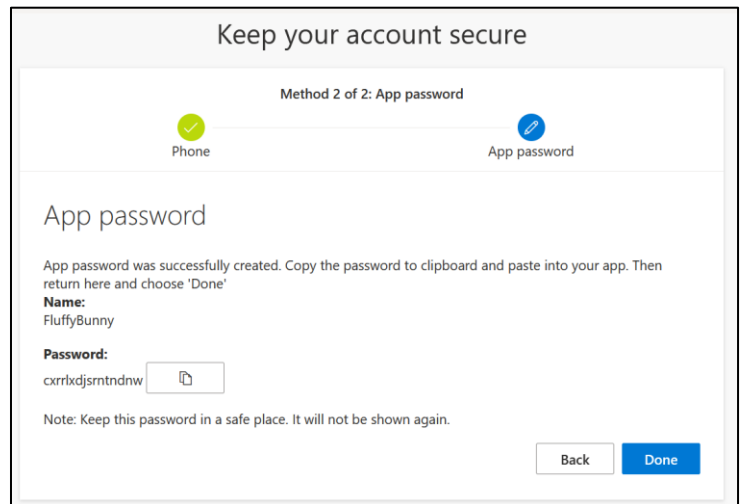 Keep your account secure
Method 2 of 2: App password
Phone
App password
App password
App password was successfully created. Copy the password to clipboard and paste into your app. Then
return here and choose 'Done'
Name:
FluffyBunny
Password:
cxrrlxdjsrntndnw
Note: Keep this password in a safe place. It will not be shown again.
Back
Done